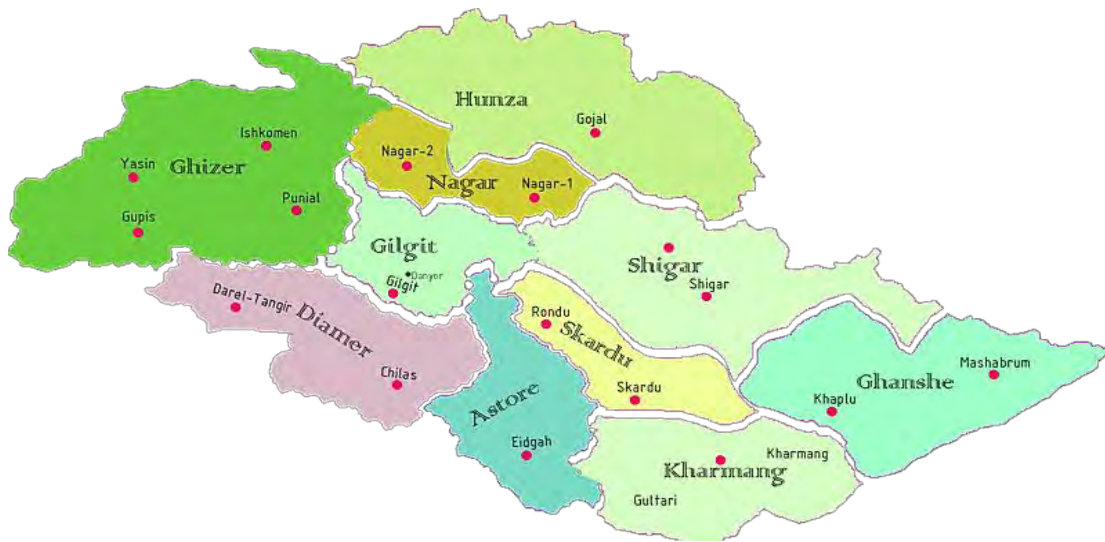 Hunza
Gojal
Ishkomen
Nagar-2
Yasin
Ghizer
Nagar
Nagar-1
Punial
Gupis
Gilgit
Danyor
Gilgit
Shigar
Shigar
Darel-Tangir
Diamer
Rondu
Skardu
Mashabrum
Chilas
Ghanshe
Astore
Skardu
Khaplu
Eidgah
Kharmang
Kharmang
Gultari